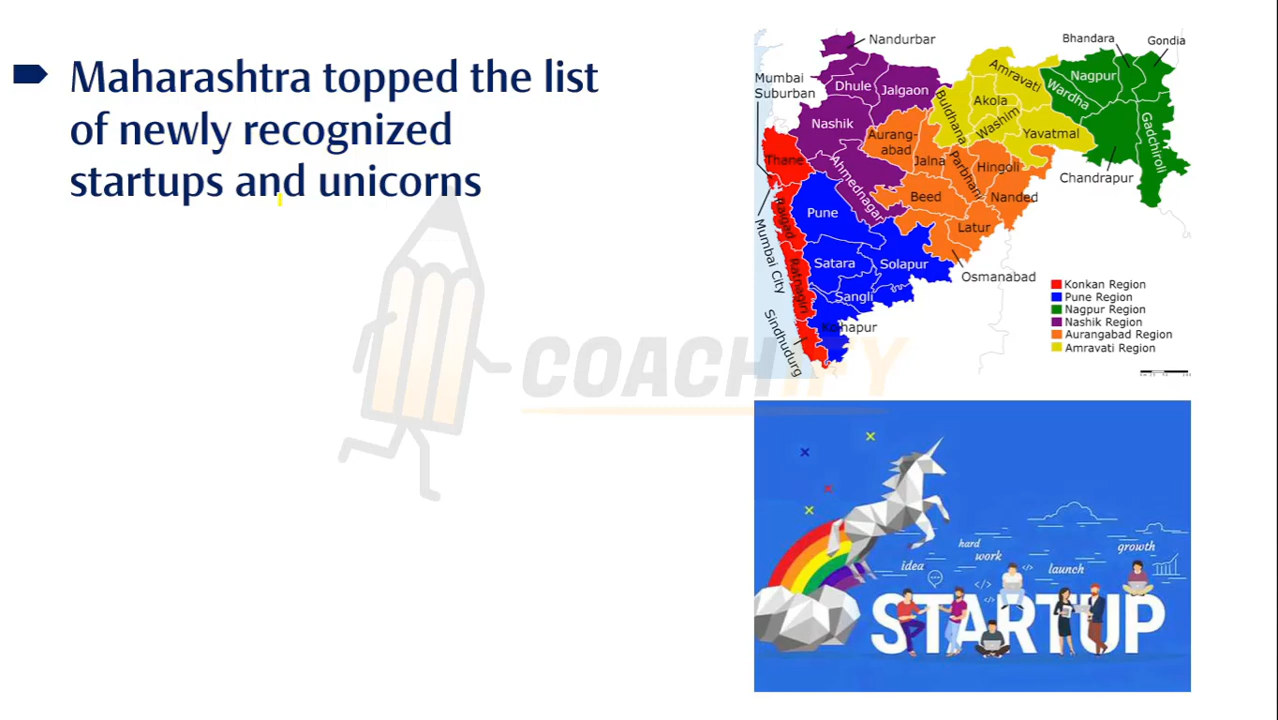 Maharashtra topped the list
of newly recognized
startups and unicorns
COACHIFY
Nandurbar
Bhandara
Gondia
Mumbai
Suburban
Dhule
Jalgaon
Buldhana
Akola
Amravati
Washim
Wardha
Nagpur
Nashik
Aurang-
abad
Yavatmal
Gadchiroli
Thane
Ahmednagar
Jalna
Parbhani
Hingoli
Chandrapur
Raigad
Pune
Beed
Nanded
Mumbai City
Latur
Satara
Solapur
Osmanabad
Ratnagiri
Sangli
Sindhudurg
Kolhapur
Konkan Region
Pune Region
Nagpur Region
Nashik Region
Aurangabad Region
Amravati Region
idea
hard
work
launch
growth
STARTUP